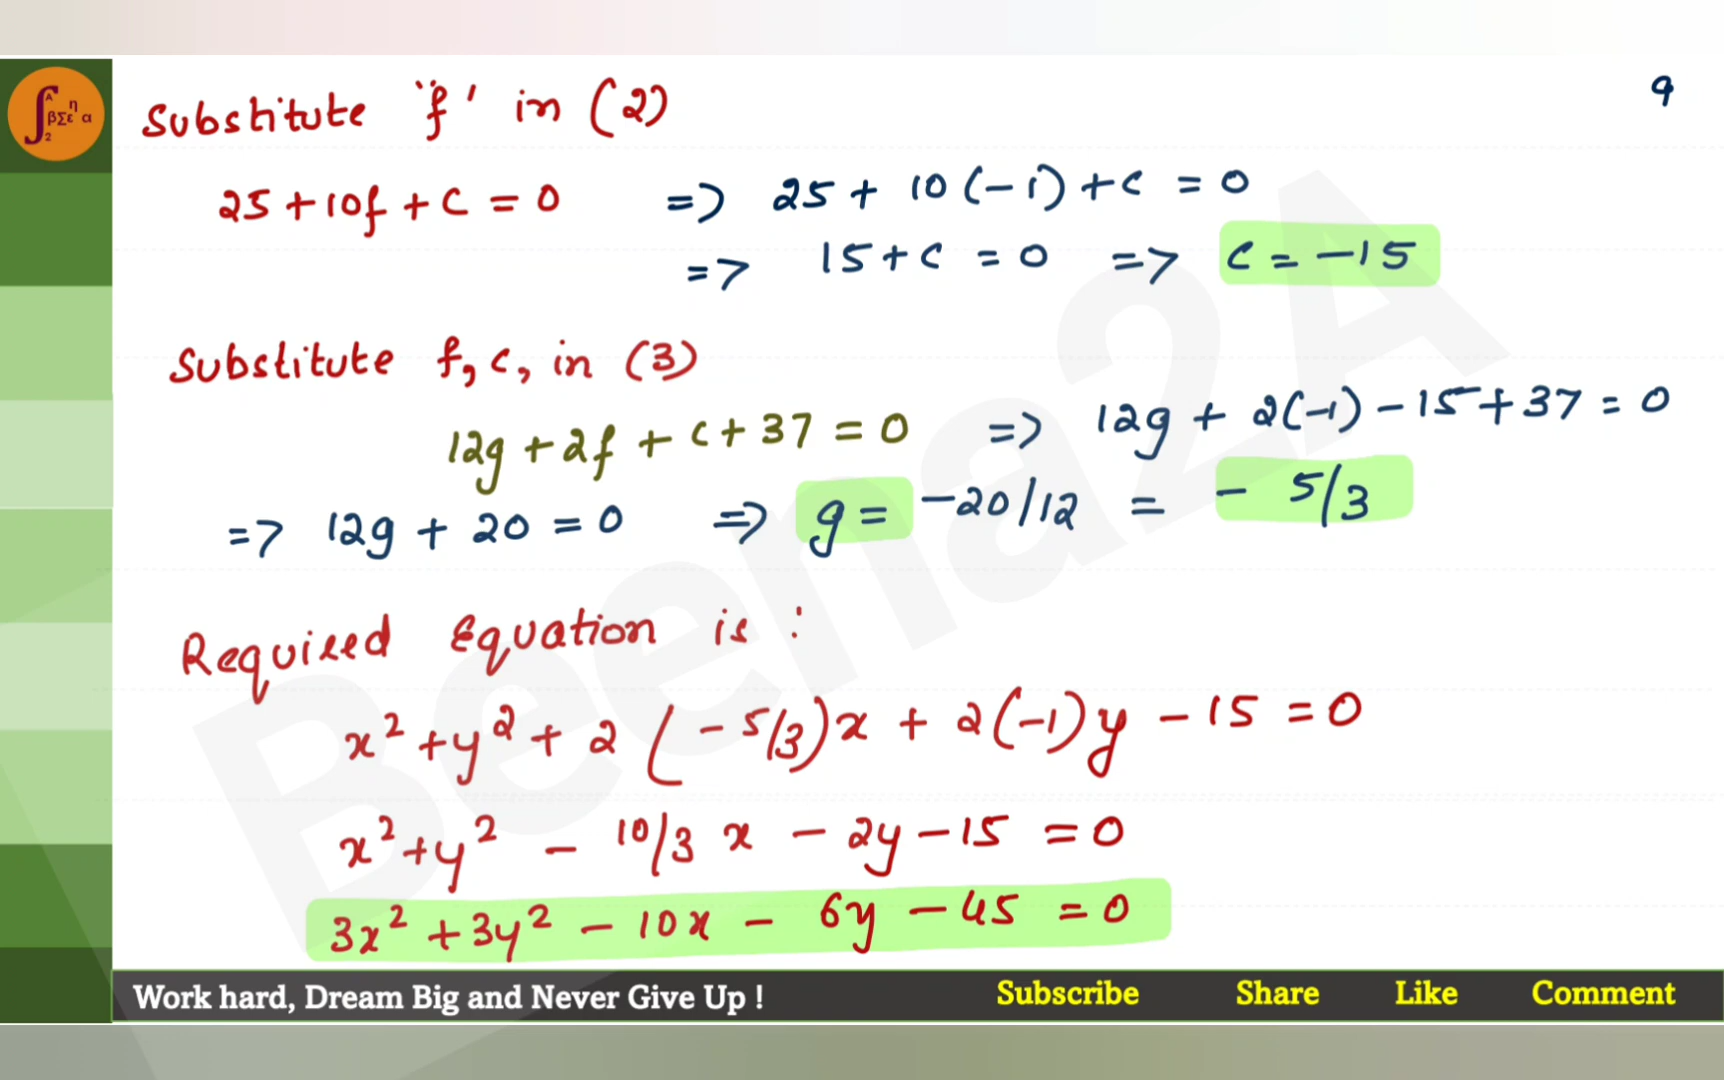 9
Substitute 'f' in (2)
25 + 10f + c = 0 => 25 + 10(-1) + c = 0
=> 15 + c = 0 => c = -15
Substitute f, c, in (3)
12g + 2f + c + 37 = 0 => 12g + 2(-1) - 15 + 37 = 0
=> 12g + 20 = 0 => g = -20/12 = - 5/3
Required Equation is :
x² + y² + 2(-5/3)x + 2(-1)y - 15 = 0
x² + y² - 10/3 x - 2y - 15 = 0
3x² + 3y² - 10x - 6y - 45 = 0
Beena2A
Work hard, Dream Big and Never Give Up ! Subscribe Share Like Comment